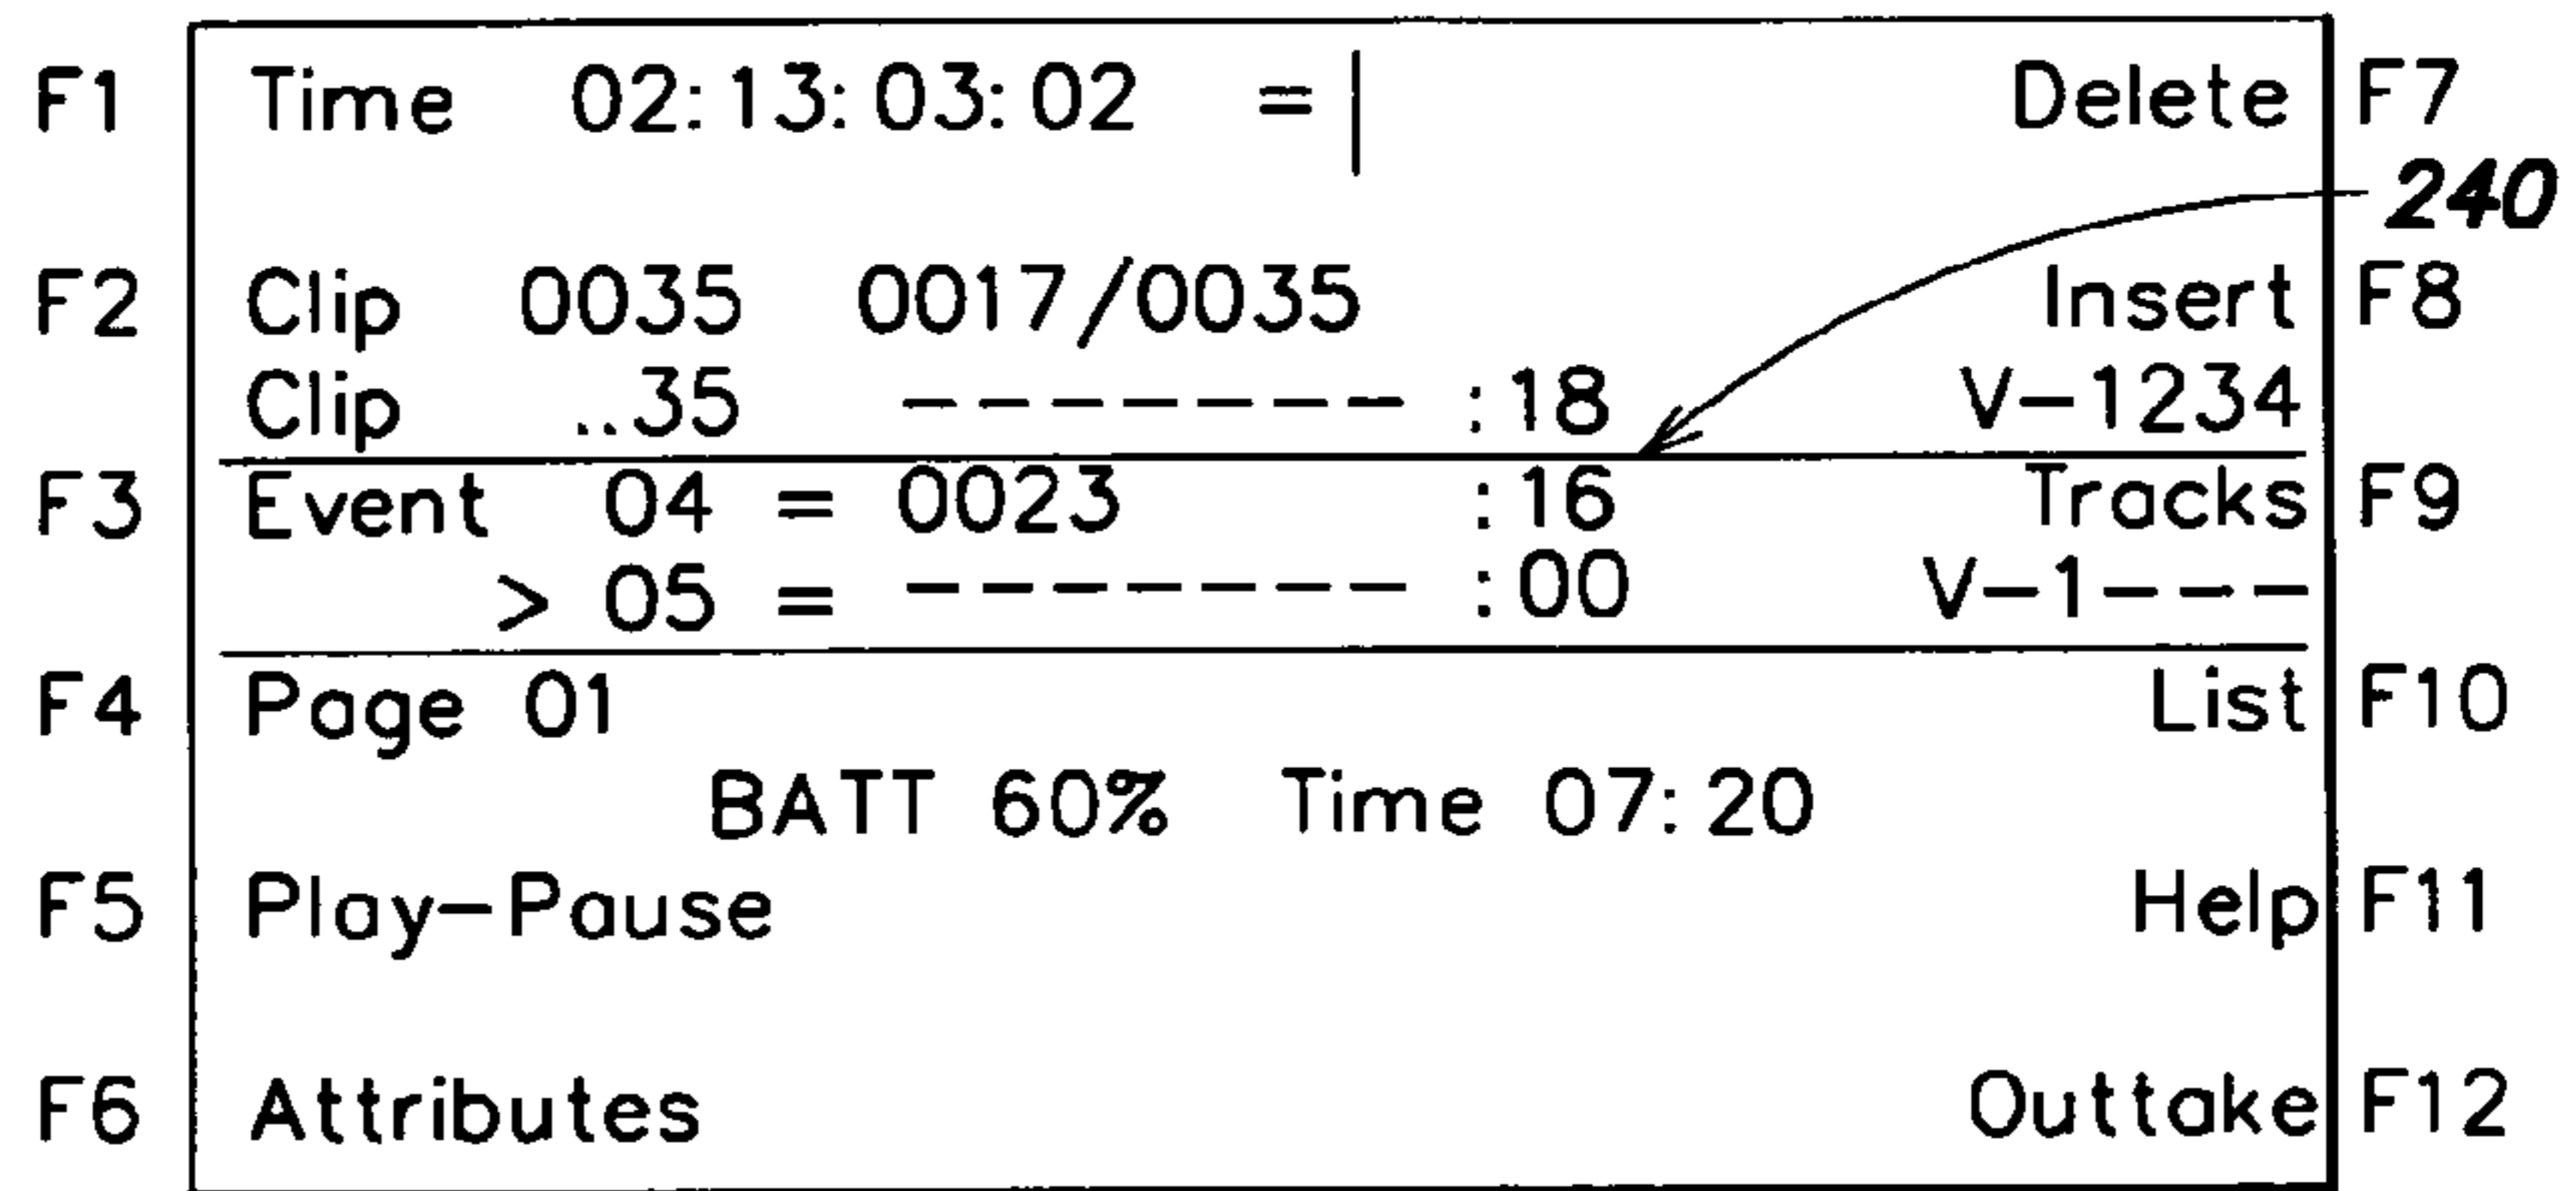 F1 Time 02:13:03:02 =| Delete F7
240
F2 Clip 0035 0017/0035 Insert F8
Clip ..35 ------- :18 V-1234
F3 Event 04 = 0023 :16 Tracks F9
> 05 = ------- :00 V-1---
F4 Page 01 List F10
BATT 60% Time 07:20
F5 Play-Pause Help F11
F6 Attributes Outtake F12